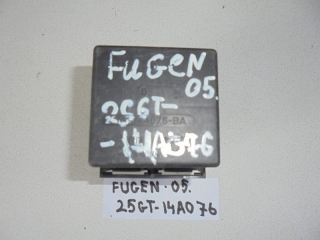 FUGEN
05.
25GT-
-14A076
FUGEN·05.
25GT-14A076